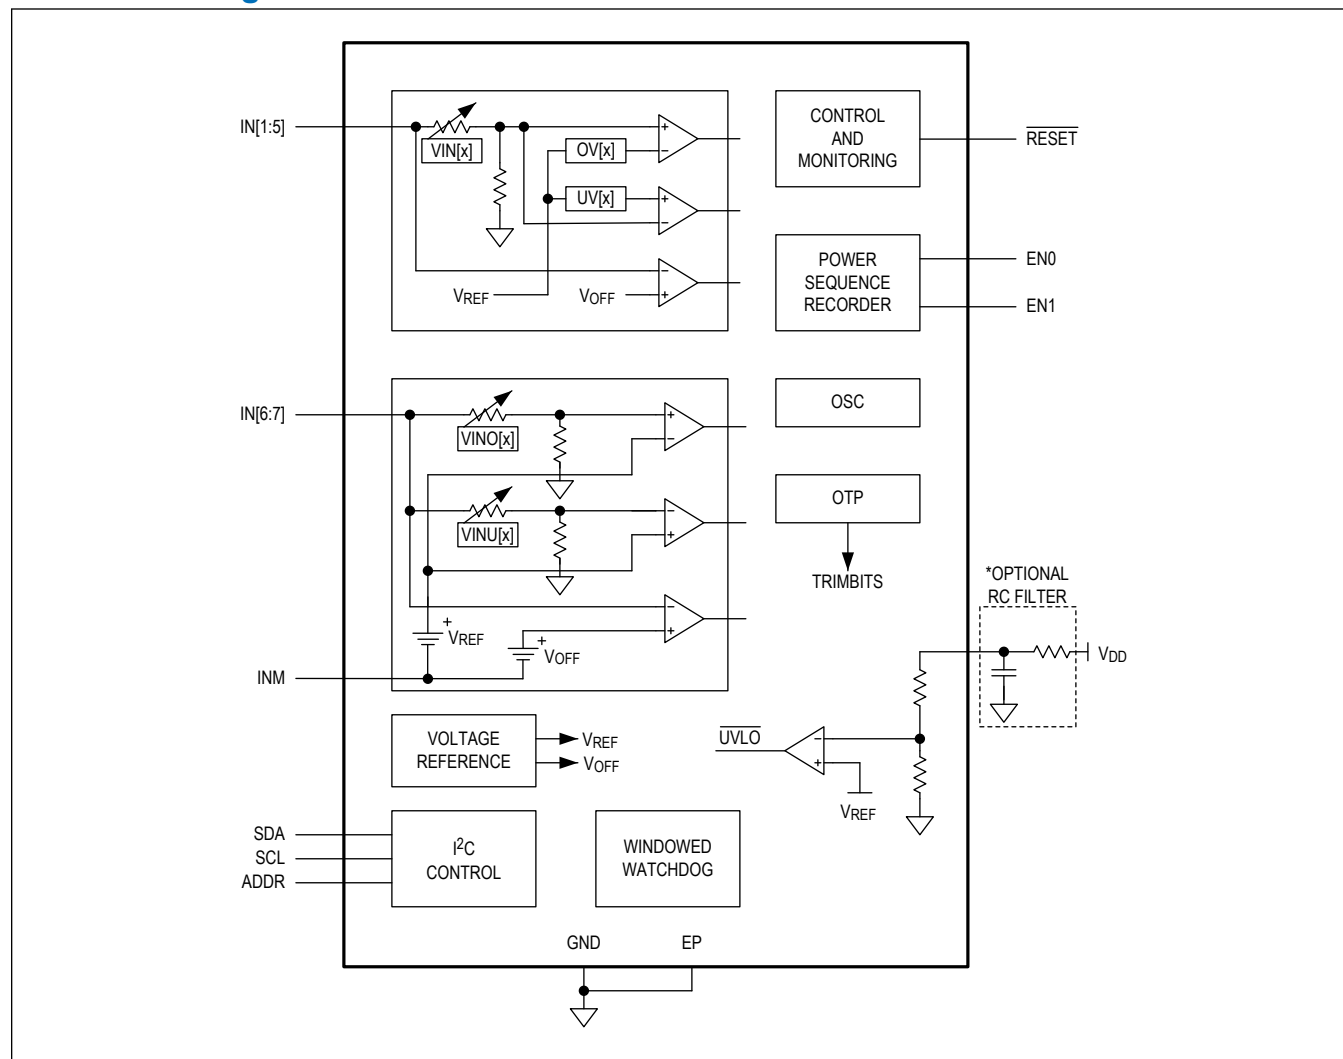 IN[1:5]
VIN[x]
OV[x]
UV[x]
+
−
+
−
−
+
VREF
VOFF
CONTROL
AND
MONITORING
RESET
POWER
SEQUENCE
RECORDER
EN0
EN1
IN[6:7]
VINO[x]
VINU[x]
+
−
−
+
−
+
+
VREF
+
VOFF
INM
OSC
OTP
TRIMBITS
*OPTIONAL
RC FILTER
VDD
VOLTAGE
REFERENCE
VREF
VOFF
UVLO
−
+
VREF
SDA
SCL
ADDR
I2C
CONTROL
WINDOWED
WATCHDOG
GND
EP